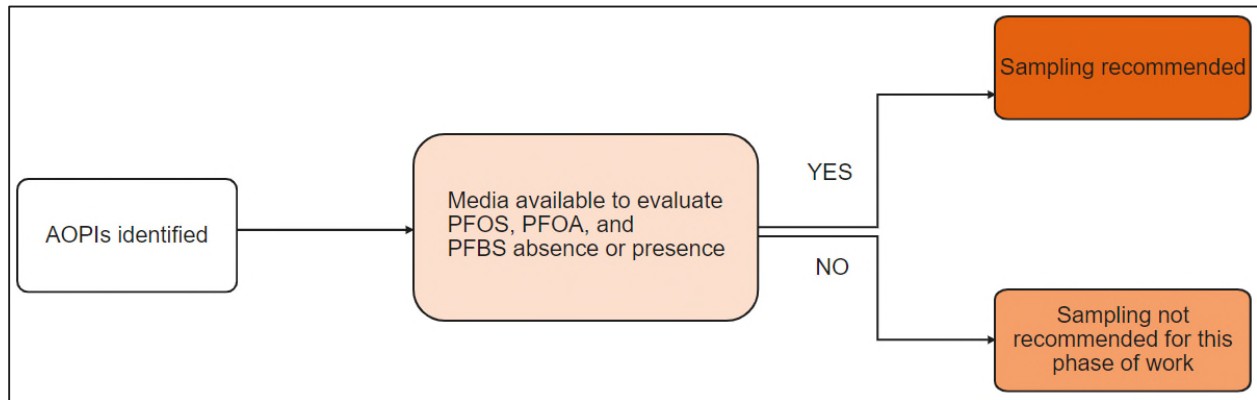 Sampling recommended
YES
AOPIs identified
Media available to evaluate
PFOS, PFOA, and
PFBS absence or presence
NO
Sampling not
recommended for this
phase of work